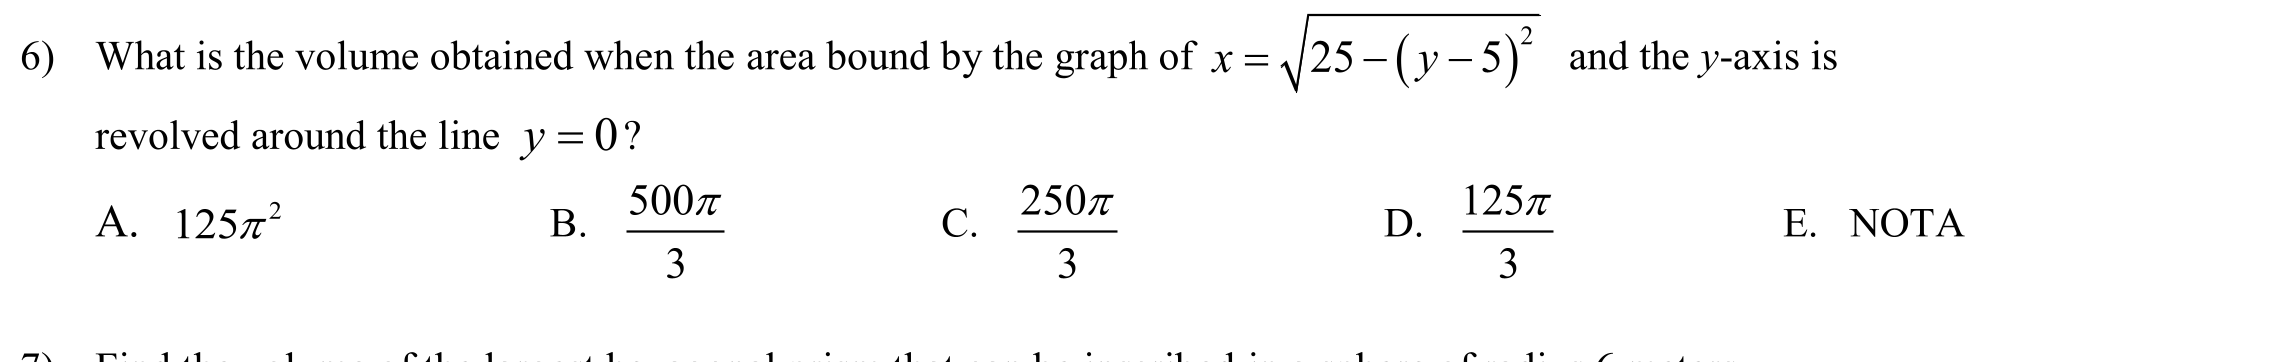 6) What is the volume obtained when the area bound by the graph of x = √(25 − (y − 5)²) and the y-axis is
revolved around the line y = 0?
A. 125π² B. 500π/3 C. 250π/3 D. 125π/3 E. NOTA